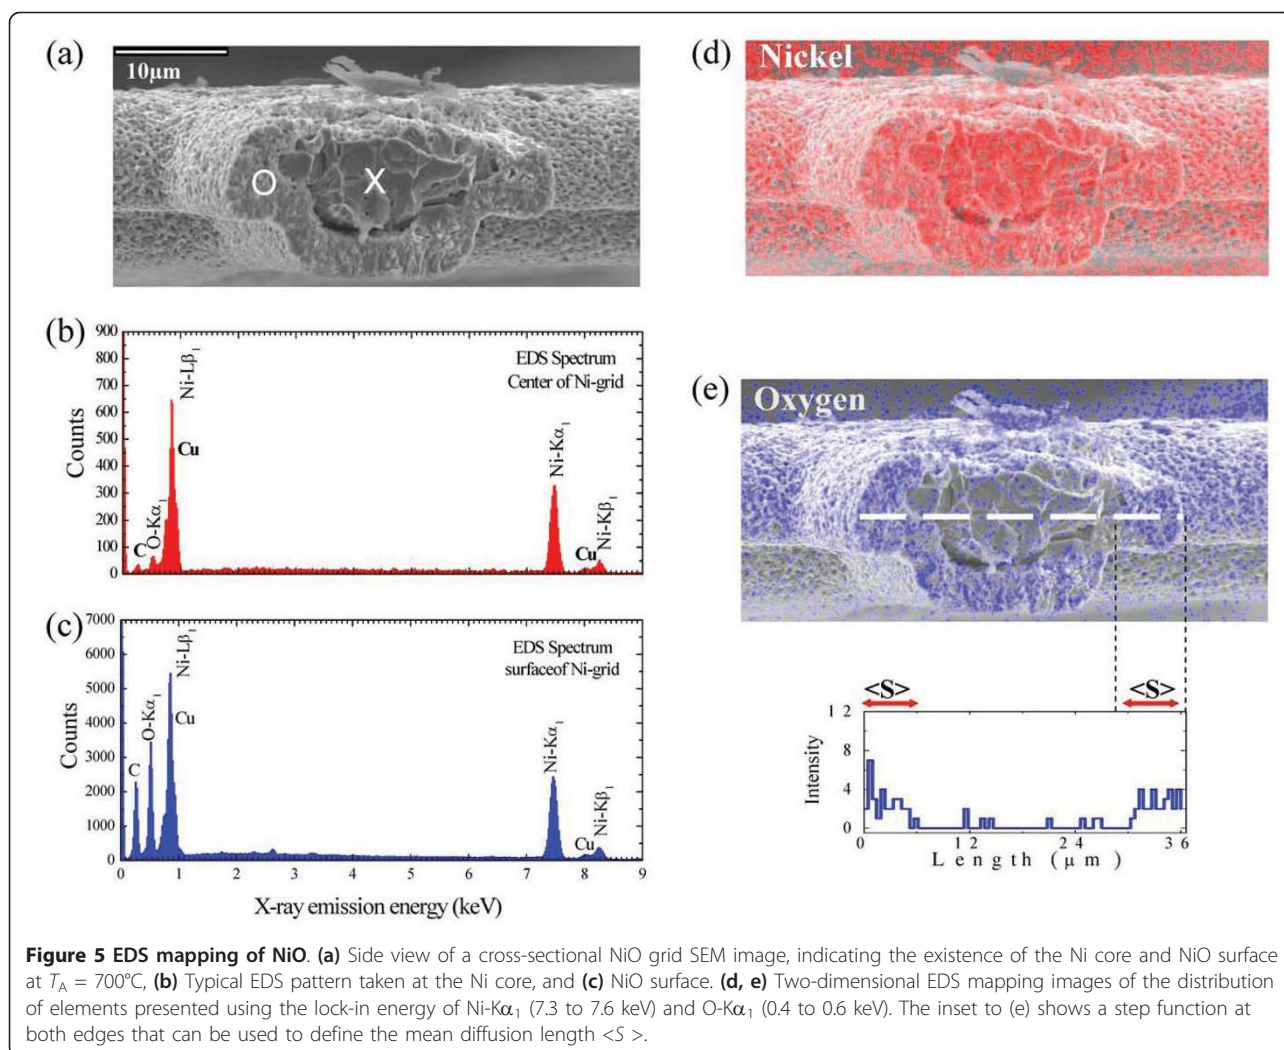 (a)
10μm
O
X
(b)
900
800
700
600
500
400
300
200
100
0
Counts
C
O-Kα1
Ni-Lβ1
Cu
EDS Spectrum
Center of Ni-grid
Ni-Kα1
Cu
Ni-Kβ1
(c)
7000
6000
5000
4000
3000
2000
1000
0
Counts
C
O-Kα1
Ni-Lβ1
Cu
EDS Spectrum
surfaceof Ni-grid
Ni-Kα1
Cu
Ni-Kβ1
0 1 2 3 4 5 6 7 8 9
X-ray emission energy (keV)
(d)
Nickel
(e)
Oxygen
<S> <S>
12
8
4
0
Intensity
0 12 24 36
Length (μm)
Figure 5 EDS mapping of NiO. (a) Side view of a cross-sectional NiO grid SEM image, indicating the existence of the Ni core and NiO surface
at TA = 700°C, (b) Typical EDS pattern taken at the Ni core, and (c) NiO surface. (d, e) Two-dimensional EDS mapping images of the distribution
of elements presented using the lock-in energy of Ni-Kα1 (7.3 to 7.6 keV) and O-Kα1 (0.4 to 0.6 keV). The inset to (e) shows a step function at
both edges that can be used to define the mean diffusion length <S >.